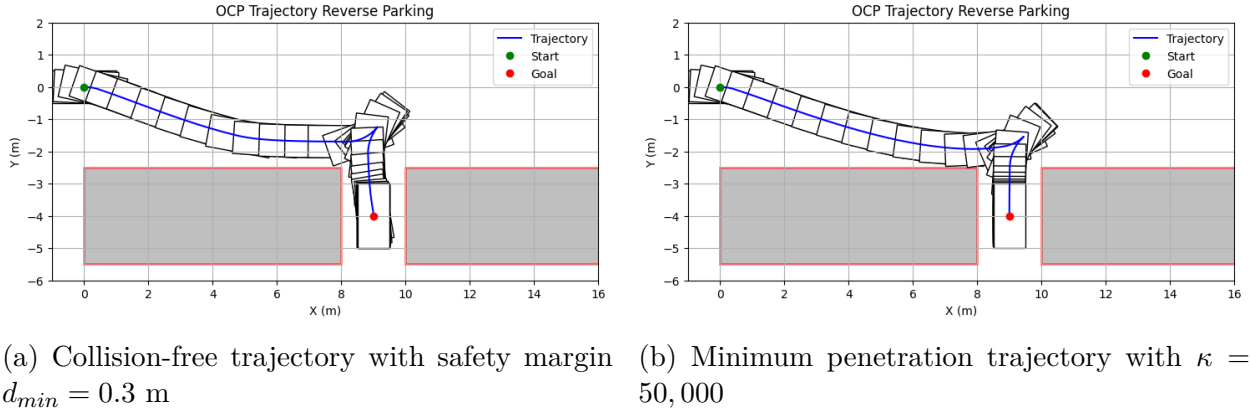 OCP Trajectory Reverse Parking
2
1
0
−1
−2
−3
−4
−5
−6
Y (m)
0
2
4
6
8
10
12
14
16
X (m)
Trajectory
Start
Goal
(a) Collision-free trajectory with safety margin
d_{min} = 0.3 m
OCP Trajectory Reverse Parking
2
1
0
−1
−2
−3
−4
−5
−6
Y (m)
0
2
4
6
8
10
12
14
16
X (m)
Trajectory
Start
Goal
(b) Minimum penetration trajectory with κ =
50,000